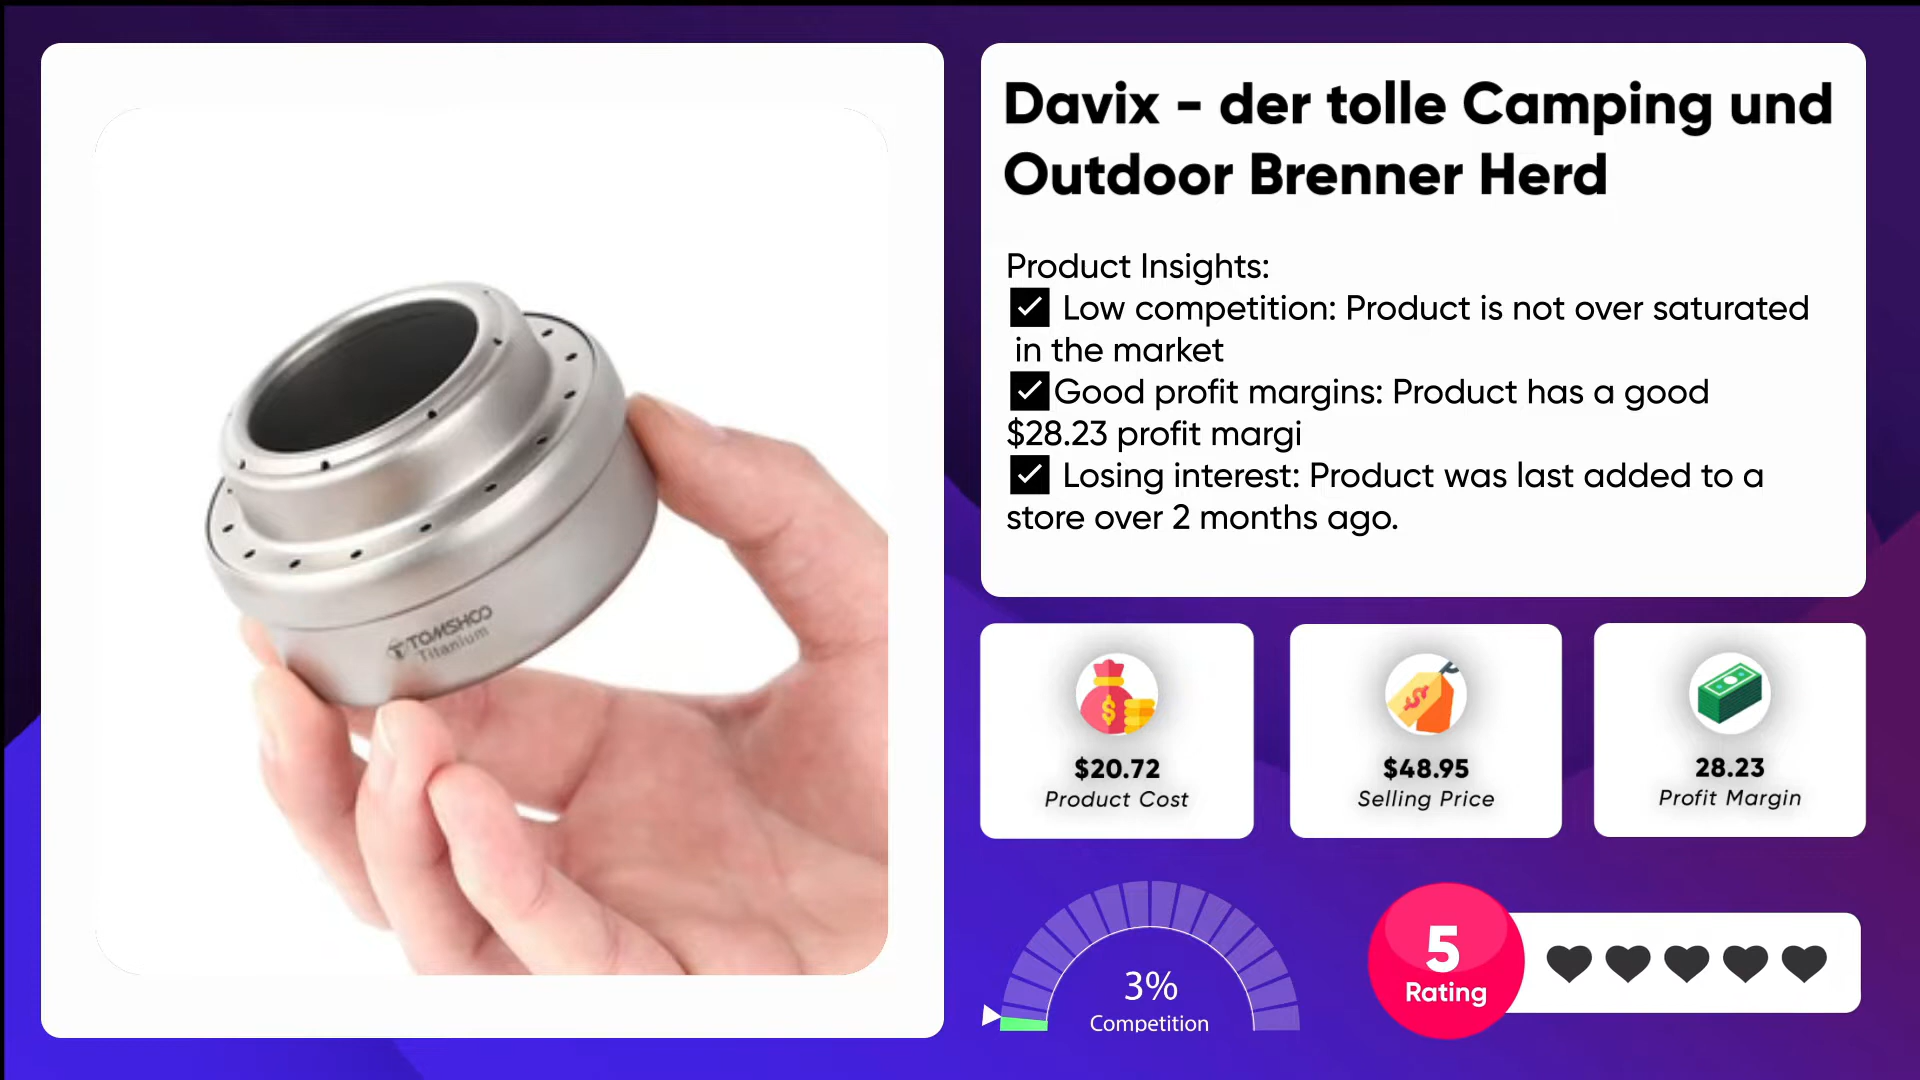 Davix - der tolle Camping und
Outdoor Brenner Herd
Product Insights:
Low competition: Product is not over saturated
in the market
Good profit margins: Product has a good
$28.23 profit margi
Losing interest: Product was last added to a
store over 2 months ago.
TOMSHOO
Titanium
$20.72
Product Cost
$48.95
Selling Price
28.23
Profit Margin
3%
Competition
5
Rating